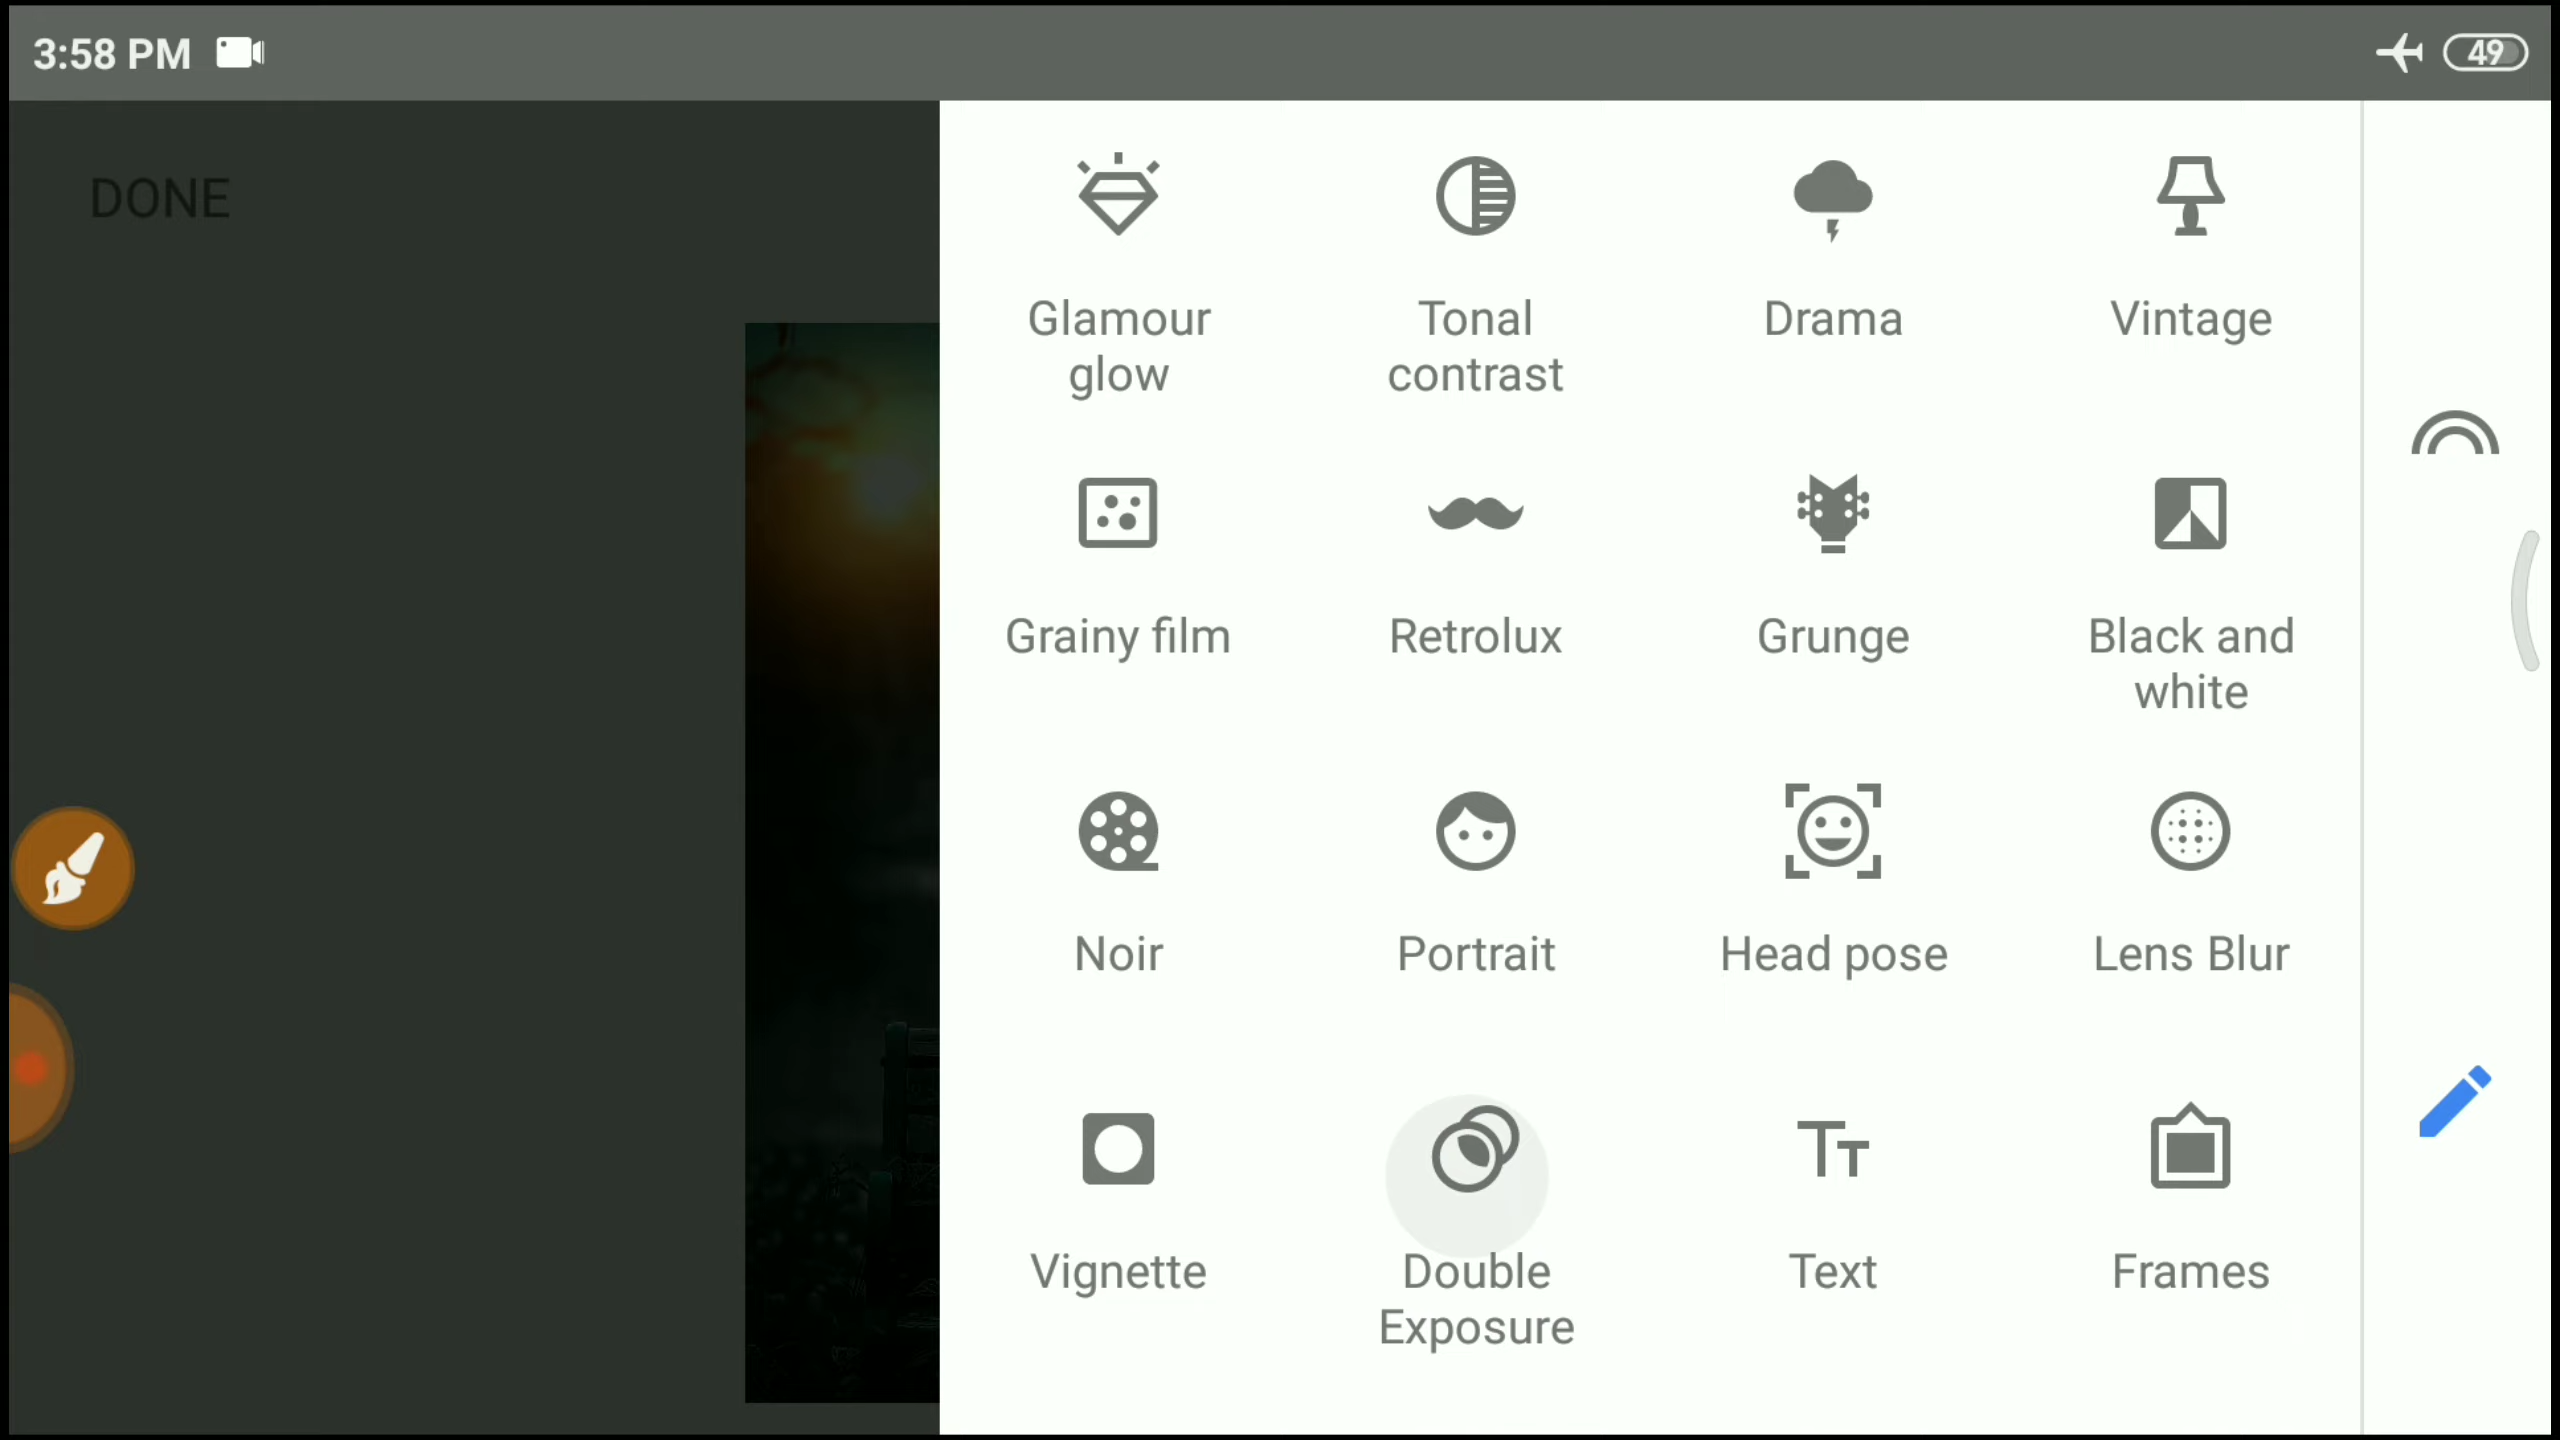 3:58 PM
49
DONE
Glamour
glow
Tonal
contrast
Drama
Vintage
Grainy film
Retrolux
Grunge
Black and
white
Noir
Portrait
Head pose
Lens Blur
Vignette
Double
Exposure
Text
Frames